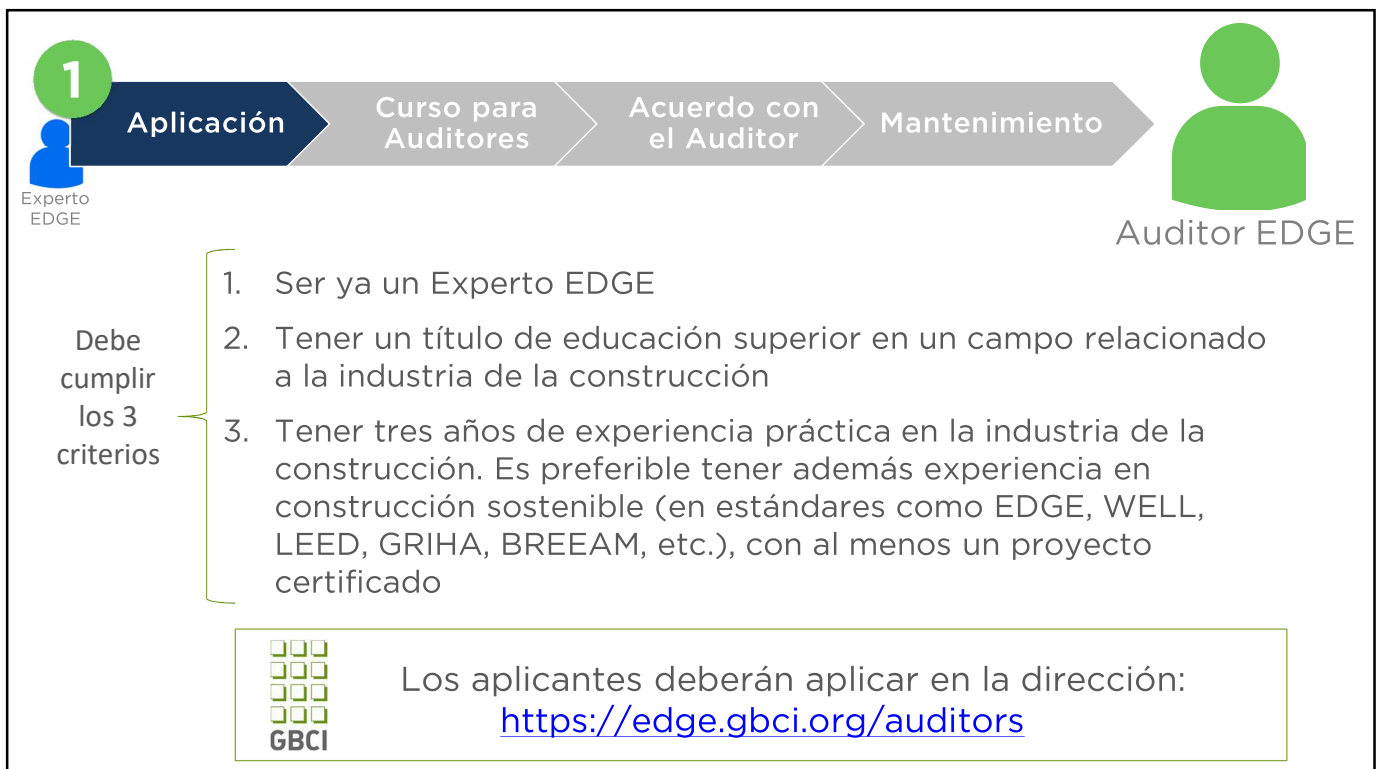 1
Aplicación
Curso para
Auditores
Acuerdo con
el Auditor
Mantenimiento
Experto
EDGE
Auditor EDGE
Debe
cumplir
los 3
criterios
1. Ser ya un Experto EDGE
2. Tener un título de educación superior en un campo relacionado
a la industria de la construcción
3. Tener tres años de experiencia práctica en la industria de la
construcción. Es preferible tener además experiencia en
construcción sostenible (en estándares como EDGE, WELL,
LEED, GRIHA, BREEAM, etc.), con al menos un proyecto
certificado
GBCI
Los aplicantes deberán aplicar en la dirección:
https://edge.gbci.org/auditors